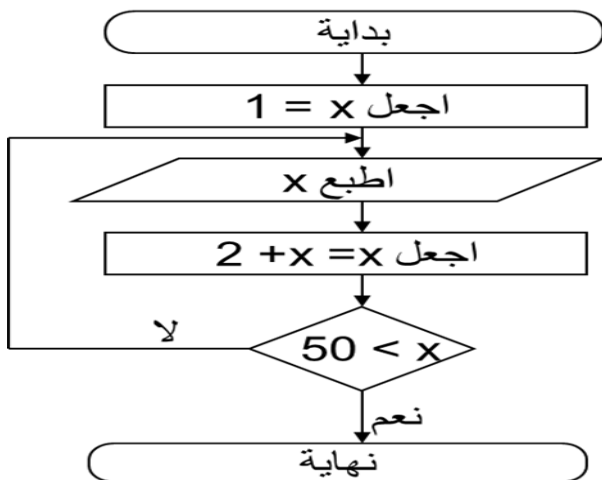 بداية
اجعل x = 1
اطبع x
اجعل x= x+ 2
50 < x
لا
نعم
نهاية